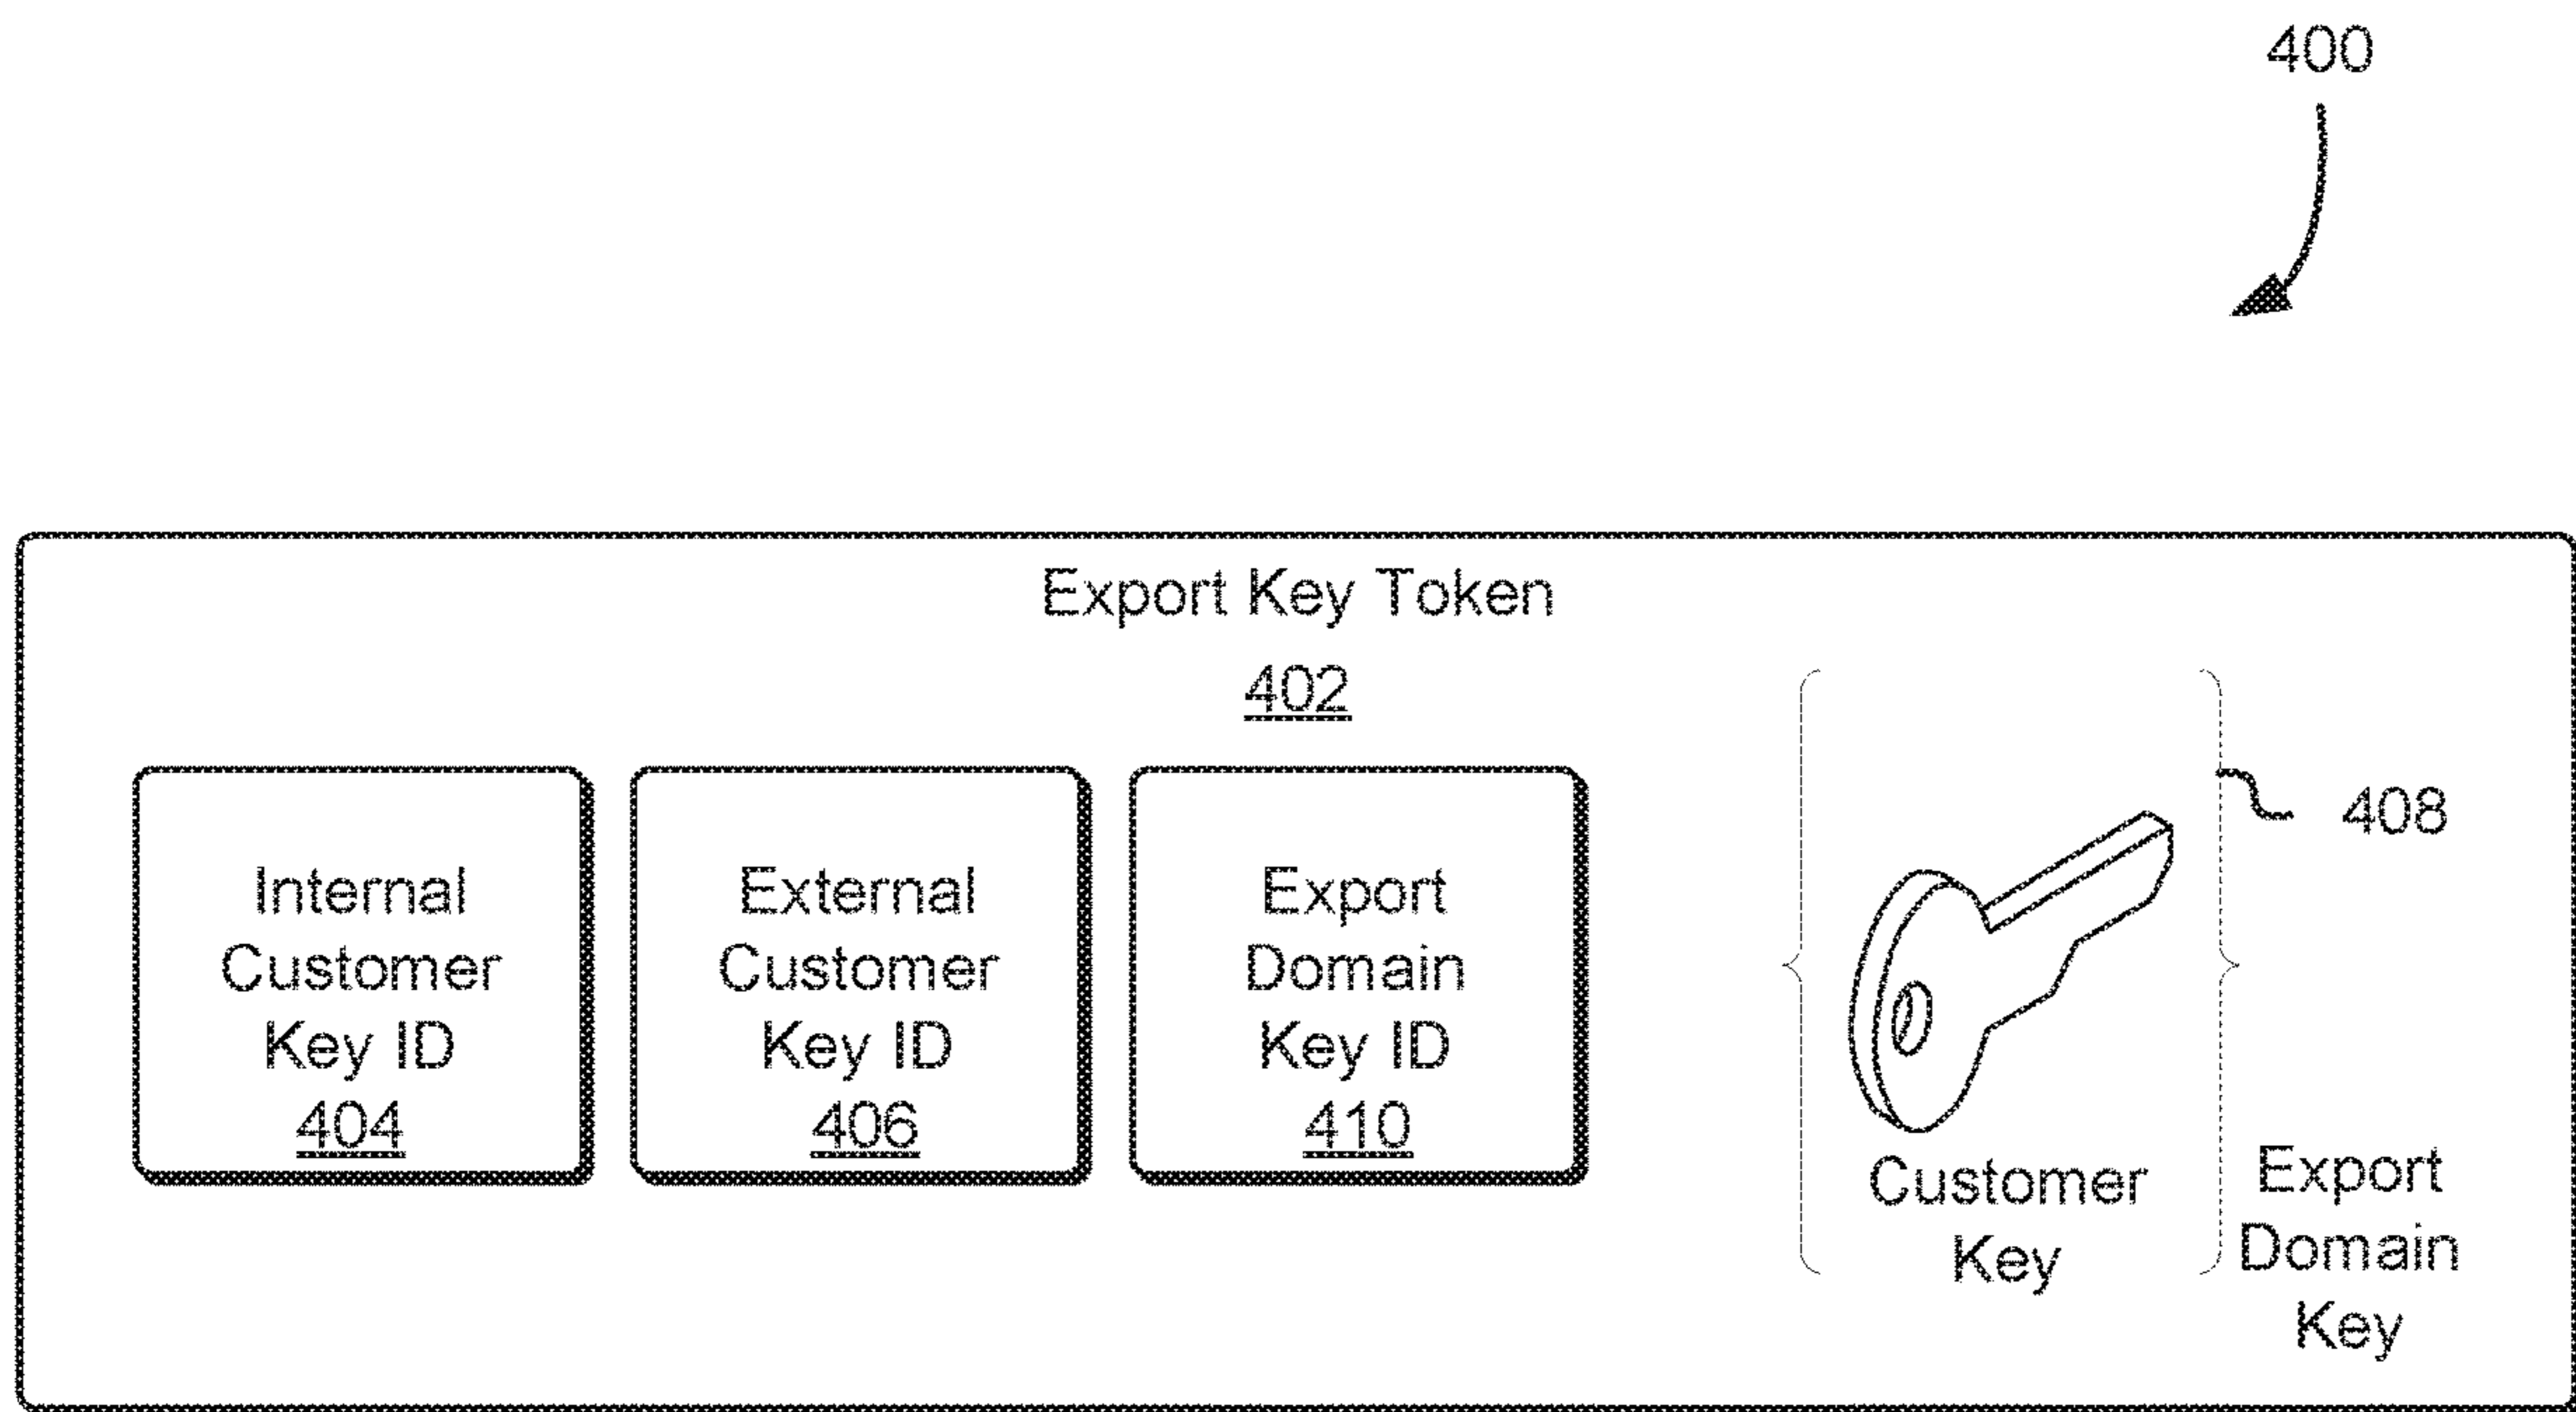 400
Export Key Token
402
Internal
Customer
Key ID
404
External
Customer
Key ID
406
Export
Domain
Key ID
410
408
Customer
Key
Export
Domain
Key